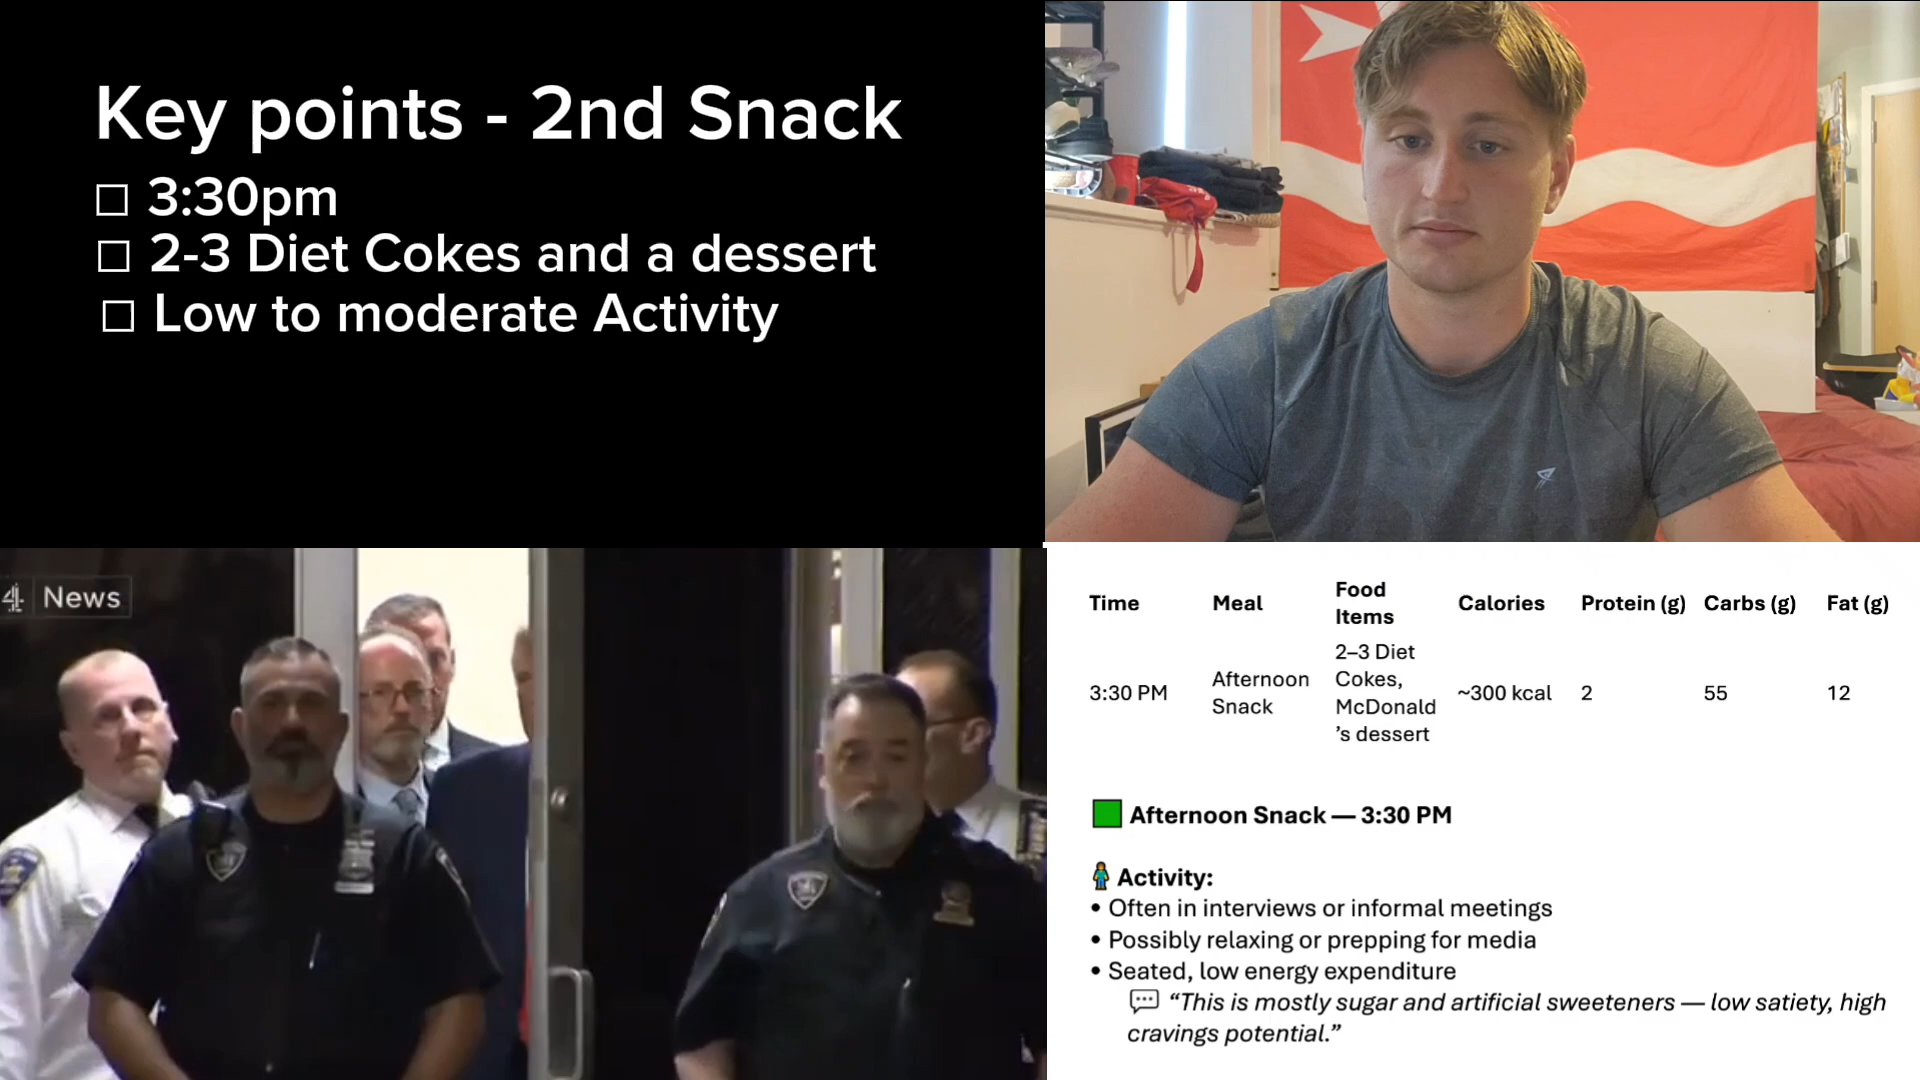 Key points - 2nd Snack
☐ 3:30pm
☐ 2-3 Diet Cokes and a dessert
☐ Low to moderate Activity
4 News
Time Meal Food Items Calories Protein (g) Carbs (g) Fat (g)
3:30 PM Afternoon Snack 2–3 Diet Cokes, McDonald's dessert ~300 kcal 2 55 12
Afternoon Snack — 3:30 PM
Activity:
• Often in interviews or informal meetings
• Possibly relaxing or prepping for media
• Seated, low energy expenditure
“This is mostly sugar and artificial sweeteners — low satiety, high
cravings potential.”